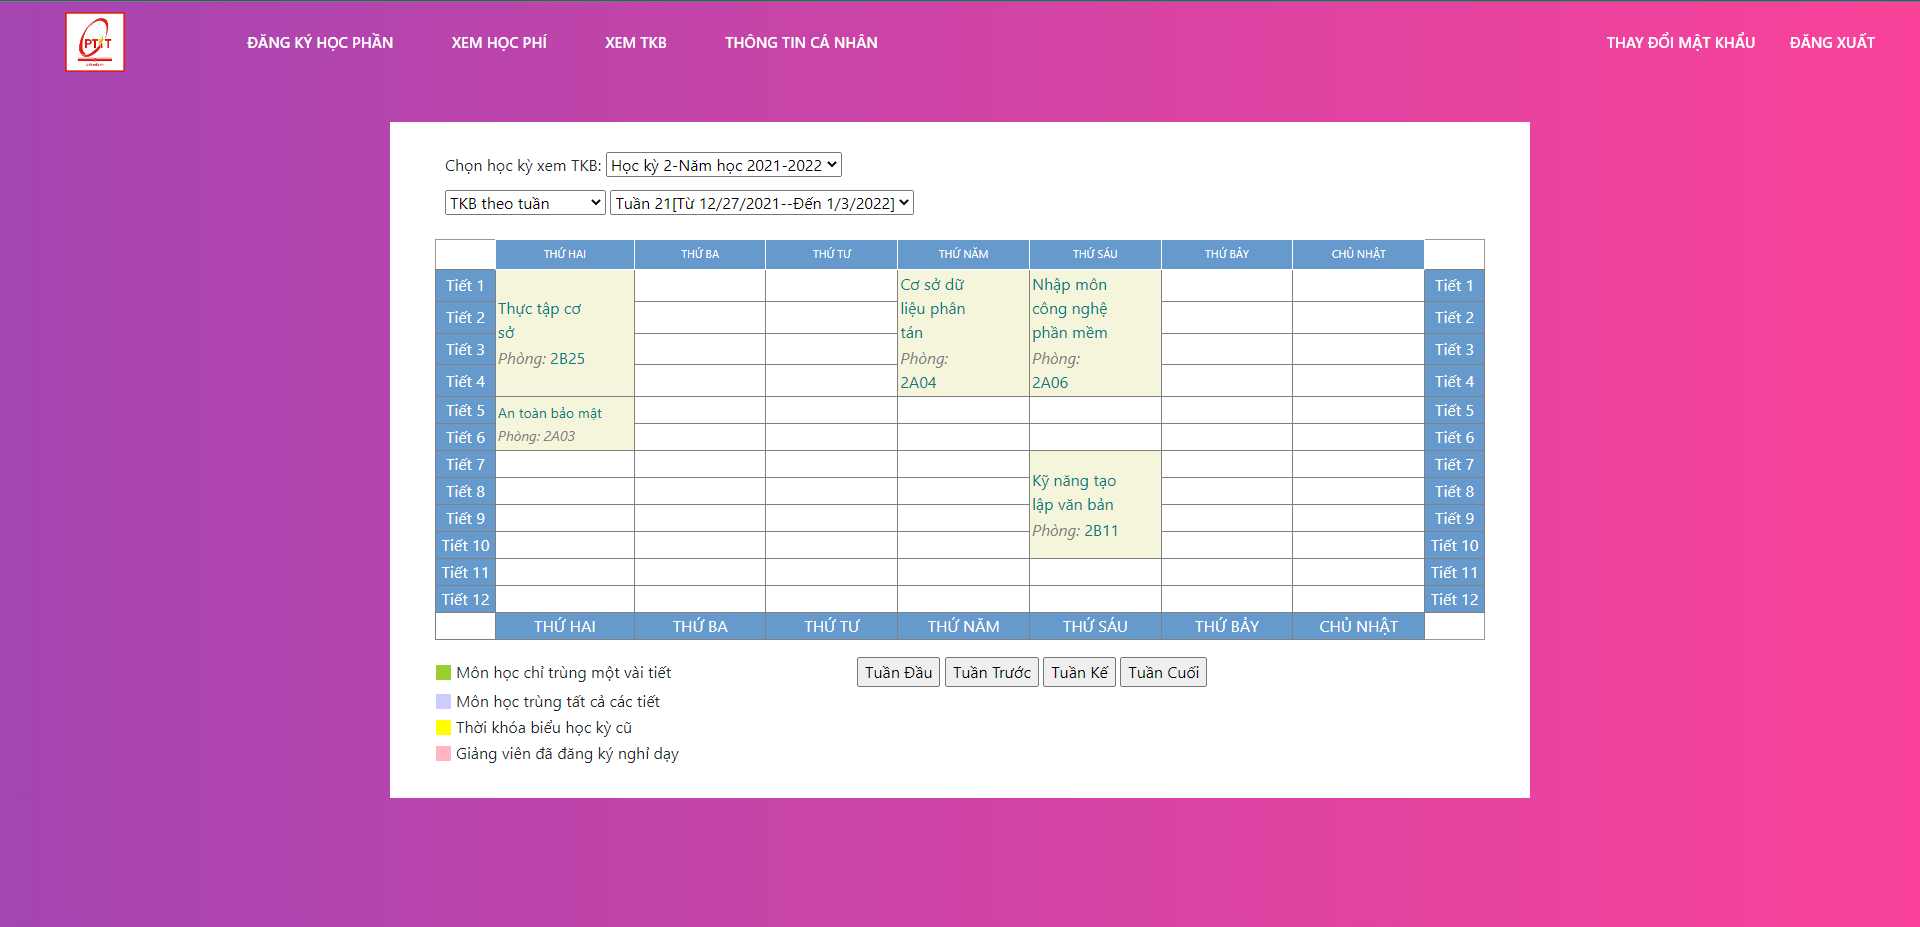 PTIT
ĐĂNG KÝ HỌC PHẦN XEM HỌC PHÍ XEM TKB THÔNG TIN CÁ NHÂN THAY ĐỔI MẬT KHẨU ĐĂNG XUẤT
Chọn học kỳ xem TKB: Học kỳ 2-Năm học 2021-2022
TKB theo tuần Tuần 21[Từ 12/27/2021--Đến 1/3/2022]
THỨ HAI THỨ BA THỨ TƯ THỨ NĂM THỨ SÁU THỨ BẢY CHỦ NHẬT
Tiết 1 Tiết 1
Tiết 2 Tiết 2
Tiết 3 Tiết 3
Tiết 4 Tiết 4
Thực tập cơ
sở
Phòng: 2B25
Cơ sở dữ
liệu phân
tán
Phòng:
2A04
Nhập môn
công nghệ
phần mềm
Phòng:
2A06
Tiết 5 Tiết 5
Tiết 6 Tiết 6
An toàn bảo mật
Phòng: 2A03
Tiết 7 Tiết 7
Tiết 8 Tiết 8
Tiết 9 Tiết 9
Tiết 10 Tiết 10
Kỹ năng tạo
lập văn bản
Phòng: 2B11
Tiết 11 Tiết 11
Tiết 12 Tiết 12
THỨ HAI THỨ BA THỨ TƯ THỨ NĂM THỨ SÁU THỨ BẢY CHỦ NHẬT
Môn học chỉ trùng một vài tiết
Tuần Đầu Tuần Trước Tuần Kế Tuần Cuối
Môn học trùng tất cả các tiết
Thời khóa biểu học kỳ cũ
Giảng viên đã đăng ký nghỉ dạy